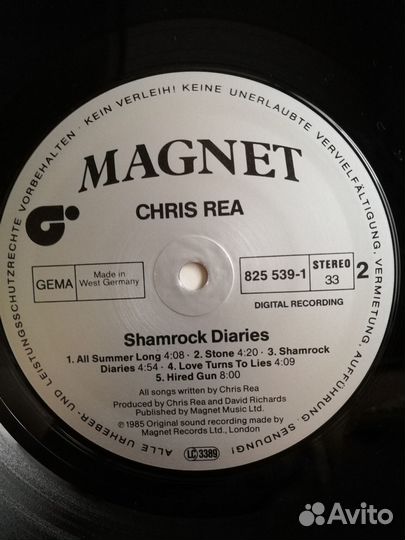 ALLE URHEBER- UND LEISTUNGSSCHUTZRECHTE VORBEHALTEN · KEIN VERLEIH! KEINE UNERLAUBTE VERVIELFÄLTIGUNG, VERMIETUNG, AUFFÜHRUNG, SENDUNG!
MAGNET
CHRIS REA
GEMA
Made in
West Germany
825 539-1
STEREO
33
2
DIGITAL RECORDING
Shamrock Diaries
1. All Summer Long 4:08 · 2. Stone 4:20 · 3. Shamrock
Diaries 4:54 · 4. Love Turns To Lies 4:09
5. Hired Gun 8:00
All songs written by Chris Rea
Produced by Chris Rea and David Richards
Published by Magnet Music Ltd.
℗ 1985 Original sound recording made by
Magnet Records Ltd., London
LC 3389
Avito